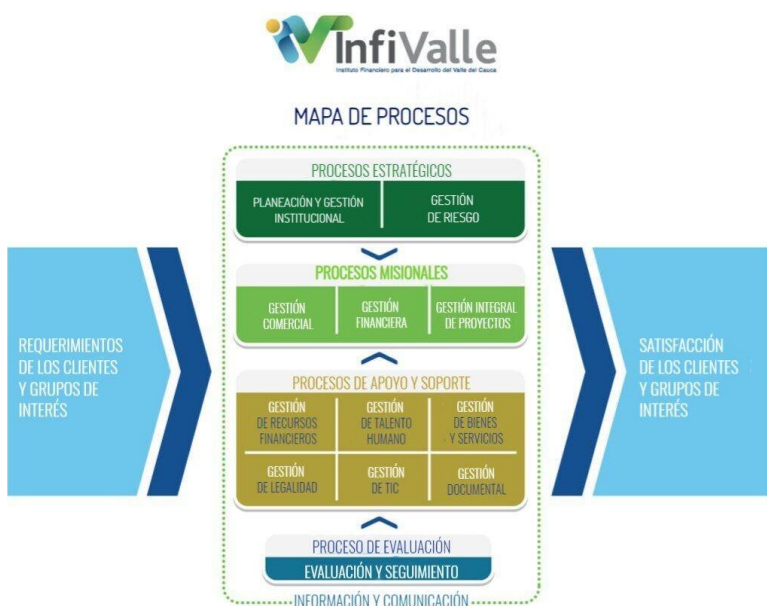 InfiValle
Instituto Financiero para el Desarrollo del Valle del Cauca
MAPA DE PROCESOS
PROCESOS ESTRATÉGICOS
PLANEACIÓN Y GESTIÓN
INSTITUCIONAL
GESTIÓN
DE RIESGO
PROCESOS MISIONALES
GESTIÓN
COMERCIAL
GESTIÓN
FINANCIERA
GESTIÓN INTEGRAL
DE PROYECTOS
REQUERIMIENTOS
DE LOS CLIENTES
Y GRUPOS DE
INTERÉS
PROCESOS DE APOYO Y SOPORTE
GESTIÓN
DE RECURSOS
FINANCIEROS
GESTIÓN
DE TALENTO
HUMANO
GESTIÓN
DE BIENES
Y SERVICIOS
GESTIÓN
DE LEGALIDAD
GESTIÓN
DE TIC
GESTIÓN
DOCUMENTAL
SATISFACCIÓN
DE LOS CLIENTES
Y GRUPOS DE
INTERÉS
PROCESO DE EVALUACIÓN
EVALUACIÓN Y SEGUIMIENTO
INFORMACIÓN Y COMUNICACIÓN